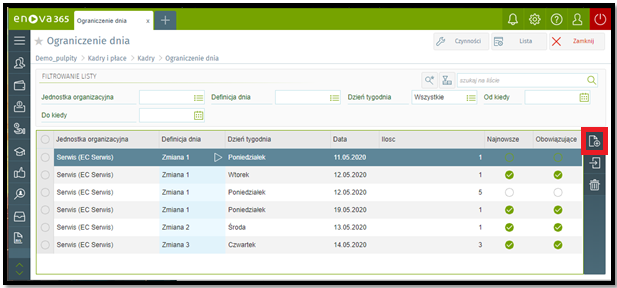 enova365
Ograniczenie dnia x +
Ograniczenie dnia
Czynności Lista Zamknij
Demo_pulpity > Kadry i płace > Kadry > Ograniczenie dnia
FILTROWANIE LISTY
szukaj na liście
Jednostka organizacyjna Definicja dnia Dzień tygodnia Wszystkie Od kiedy
Do kiedy
Jednostka organizacyjna Definicja dnia Dzień tygodnia Data Ilosc Najnowsze Obowiązujące
Serwis (EC Serwis) Zmiana 1 Poniedziałek 11.05.2020 1
Serwis (EC Serwis) Zmiana 1 Wtorek 12.05.2020 1
Serwis (EC Serwis) Zmiana 1 Poniedziałek 12.05.2020 5
Serwis (EC Serwis) Zmiana 1 Poniedziałek 19.05.2020 1
Serwis (EC Serwis) Zmiana 2 Środa 13.05.2020 1
Serwis (EC Serwis) Zmiana 3 Czwartek 14.05.2020 3